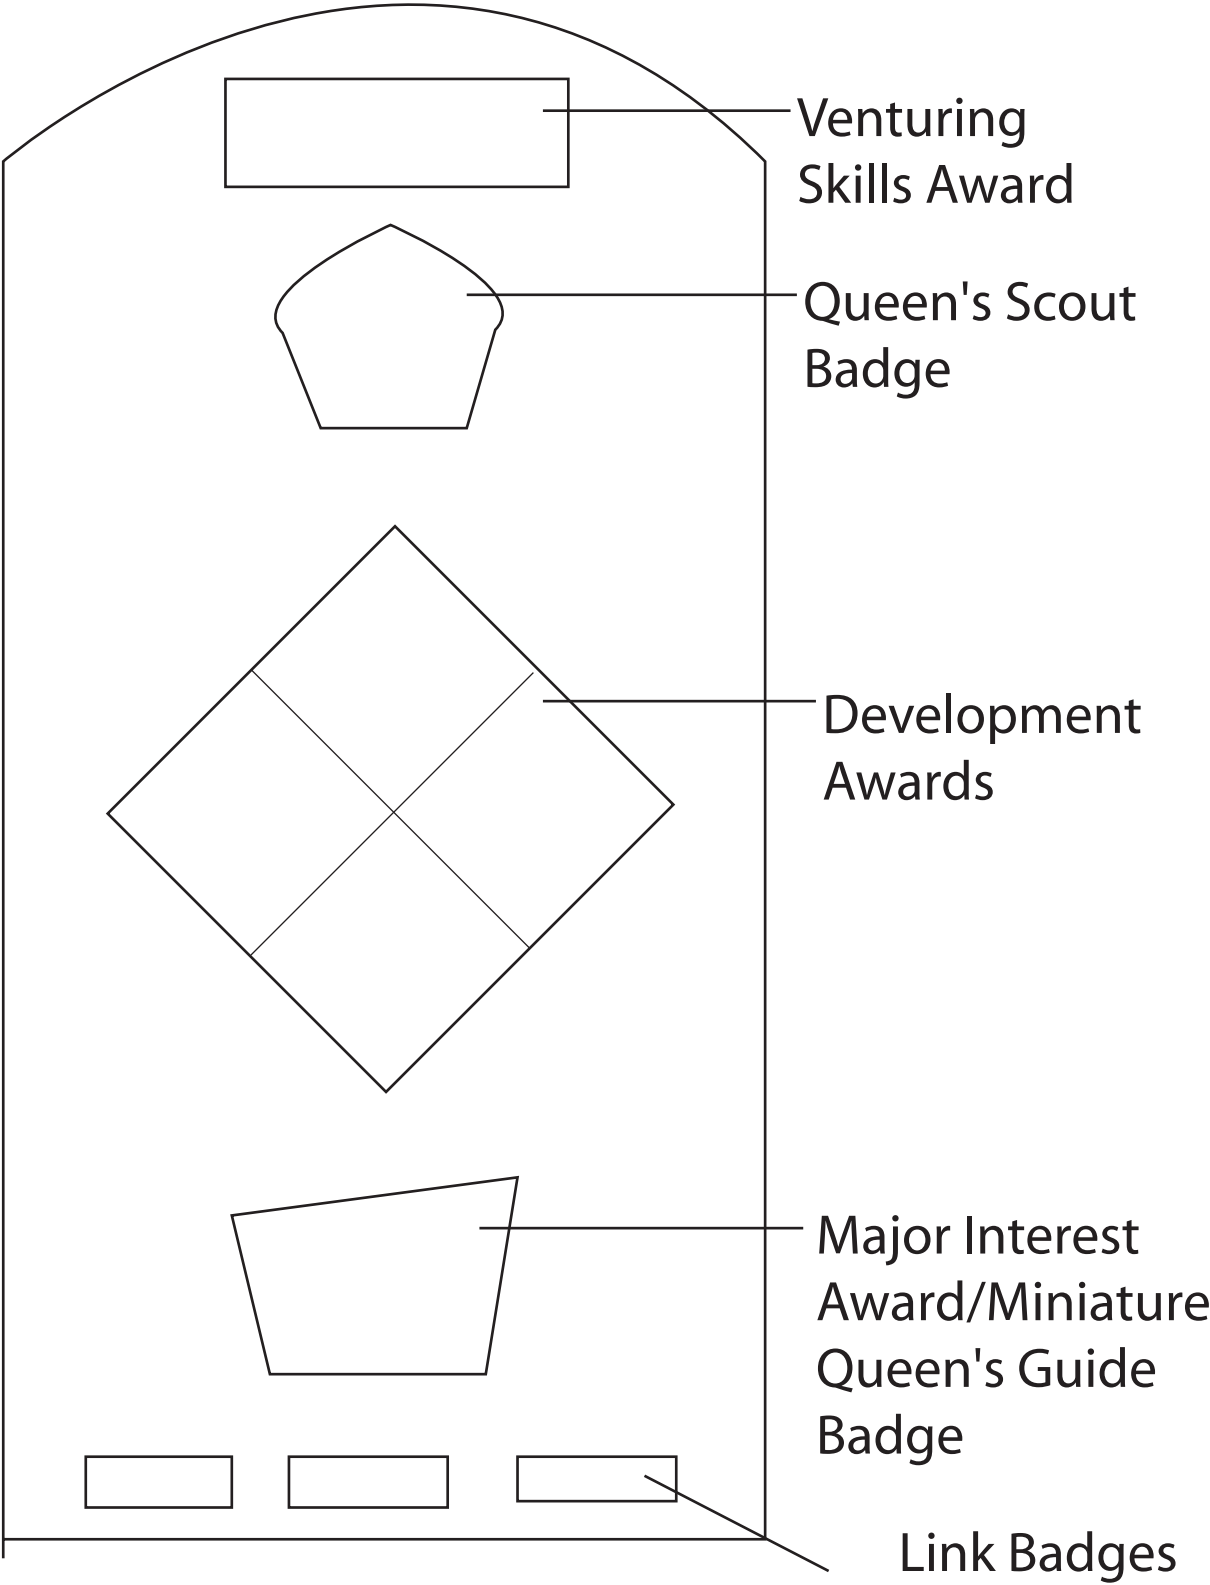 Venturing
Skills Award
Queen's Scout
Badge
Development
Awards
Major Interest
Award/Miniature
Queen's Guide
Badge
Link Badges